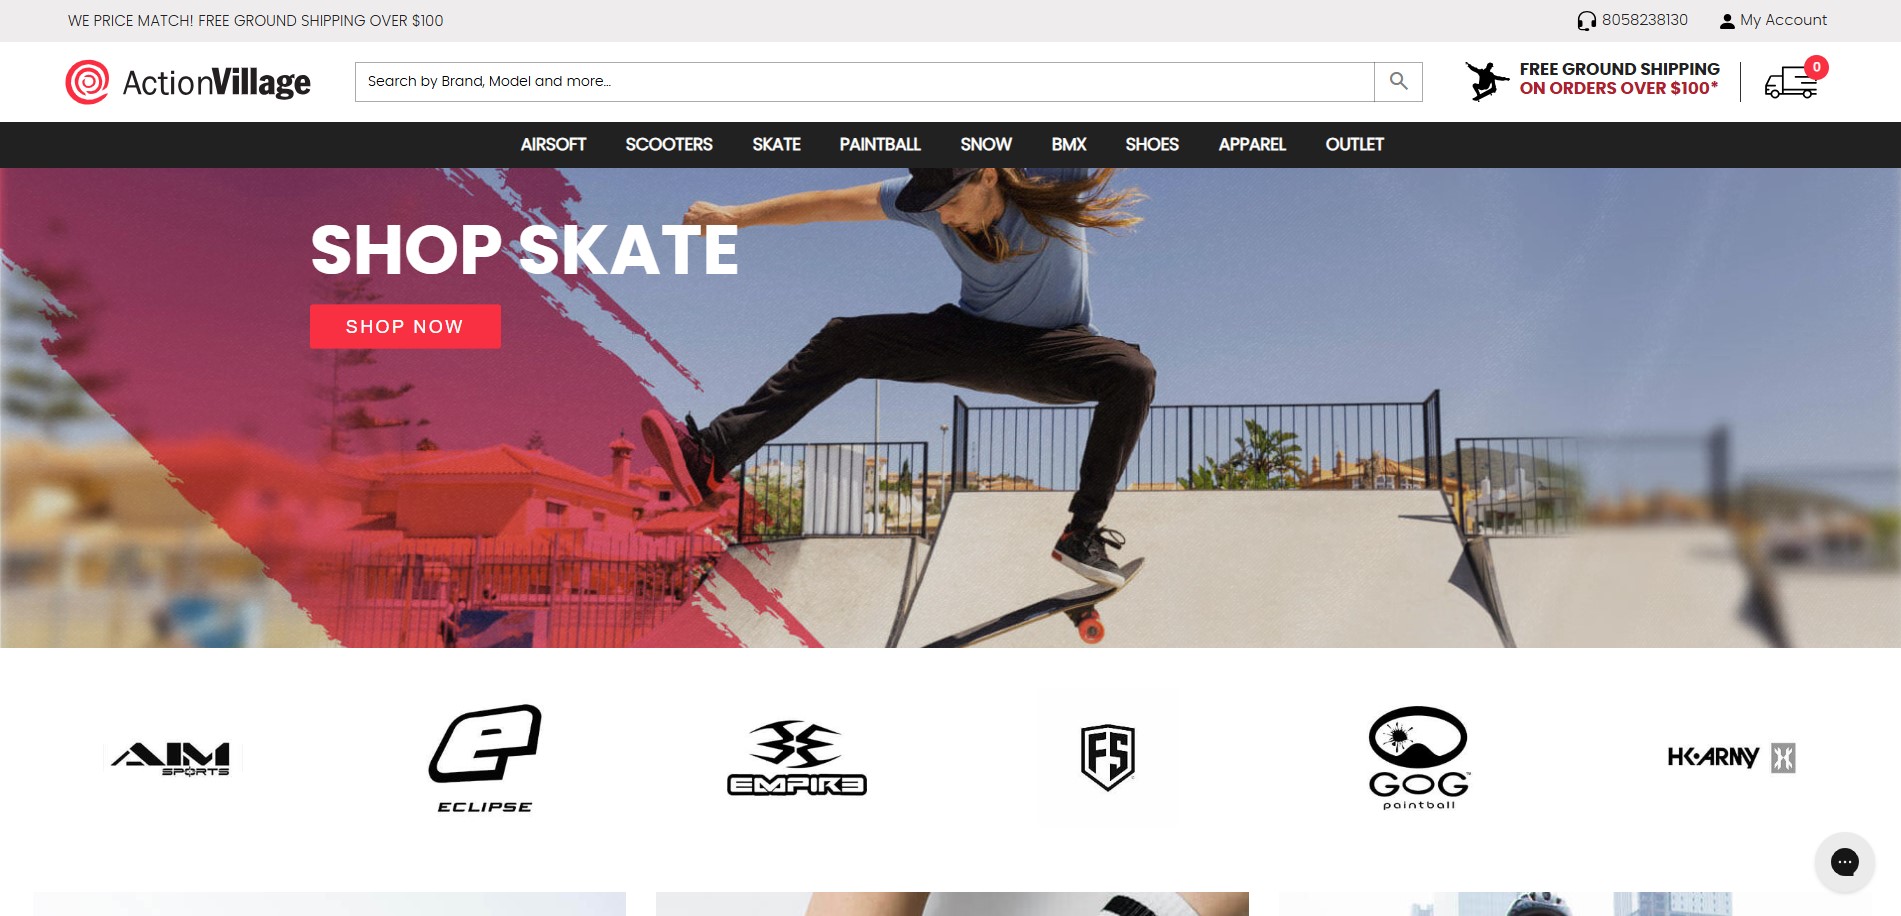 WE PRICE MATCH! FREE GROUND SHIPPING OVER $100
8058238130
My Account
ActionVillage
Search by Brand, Model and more...
FREE GROUND SHIPPING
ON ORDERS OVER $100*
0
AIRSOFT SCOOTERS SKATE PAINTBALL SNOW BMX SHOES APPAREL OUTLET
SHOP SKATE
SHOP NOW
AIM
SPORTS
e
ECLIPSE
EMPIRE
FS
GOG™
paintball
HK·ARMY